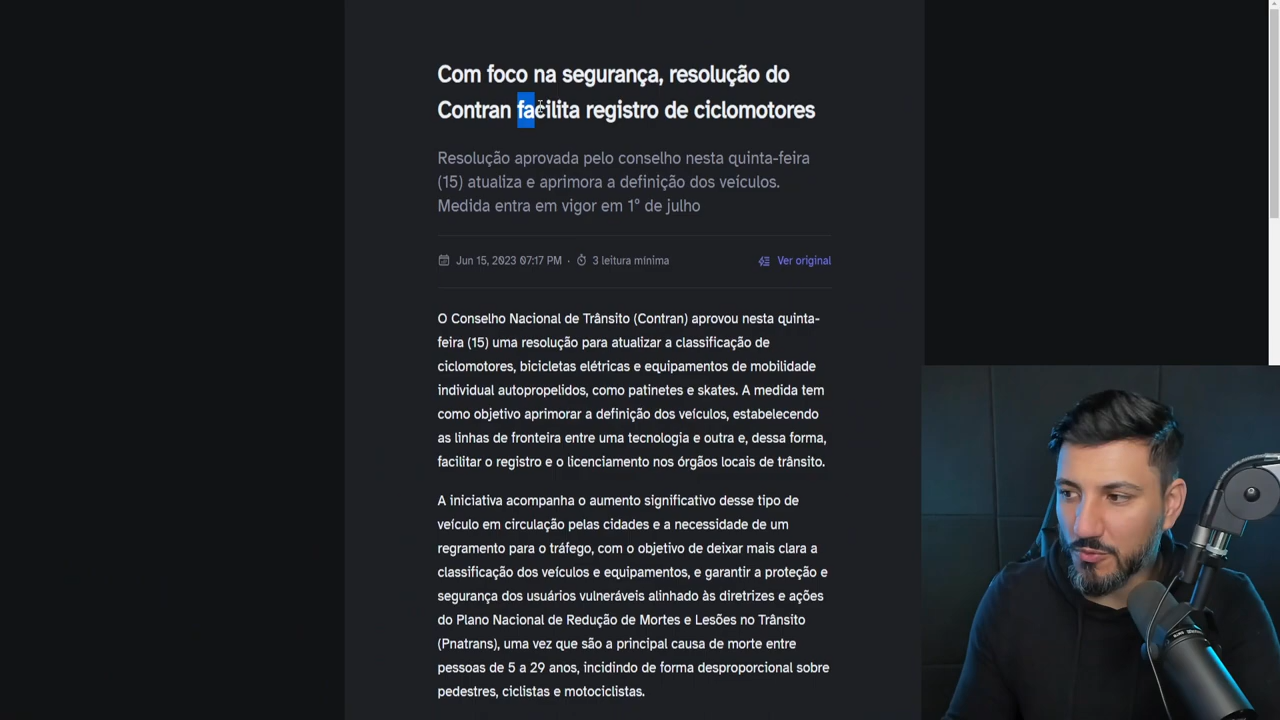 Com foco na segurança, resolução do
Contran facilita registro de ciclomotores
Resolução aprovada pelo conselho nesta quinta-feira
(15) atualiza e aprimora a definição dos veículos.
Medida entra em vigor em 1° de julho
Jun 15, 2023 07:17 PM · 3 leitura mínima
Ver original
O Conselho Nacional de Trânsito (Contran) aprovou nesta quinta-
feira (15) uma resolução para atualizar a classificação de
ciclomotores, bicicletas elétricas e equipamentos de mobilidade
individual autopropelidos, como patinetes e skates. A medida tem
como objetivo aprimorar a definição dos veículos, estabelecendo
as linhas de fronteira entre uma tecnologia e outra e, dessa forma,
facilitar o registro e o licenciamento nos órgãos locais de trânsito.
A iniciativa acompanha o aumento significativo desse tipo de
veículo em circulação pelas cidades e a necessidade de um
regramento para o tráfego, com o objetivo de deixar mais clara a
classificação dos veículos e equipamentos, e garantir a proteção e
segurança dos usuários vulneráveis alinhado às diretrizes e ações
do Plano Nacional de Redução de Mortes e Lesões no Trânsito
(Pnatrans), uma vez que são a principal causa de morte entre
pessoas de 5 a 29 anos, incidindo de forma desproporcional sobre
pedestres, ciclistas e motociclistas.